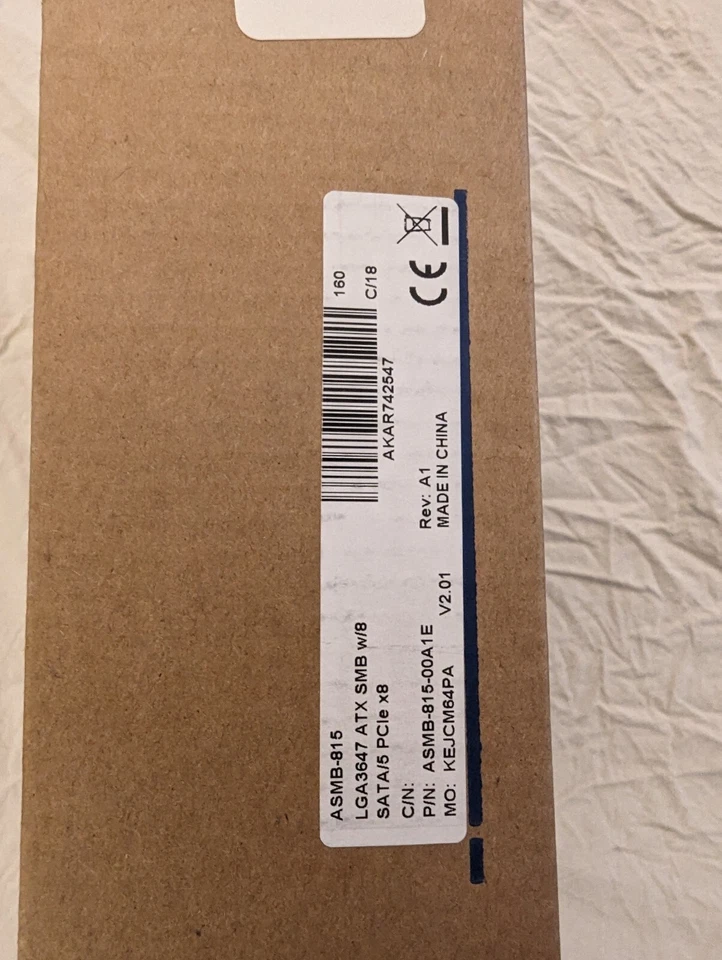 ASMB-815
LGA3647 ATX SMB w/8
SATA/5 PCIe x8
C/N:
P/N: ASMB-815-00A1E
MO: KEJCM64PA V2.01
Rev: A1
MADE IN CHINA
AKAR742547
160
C/18
CE